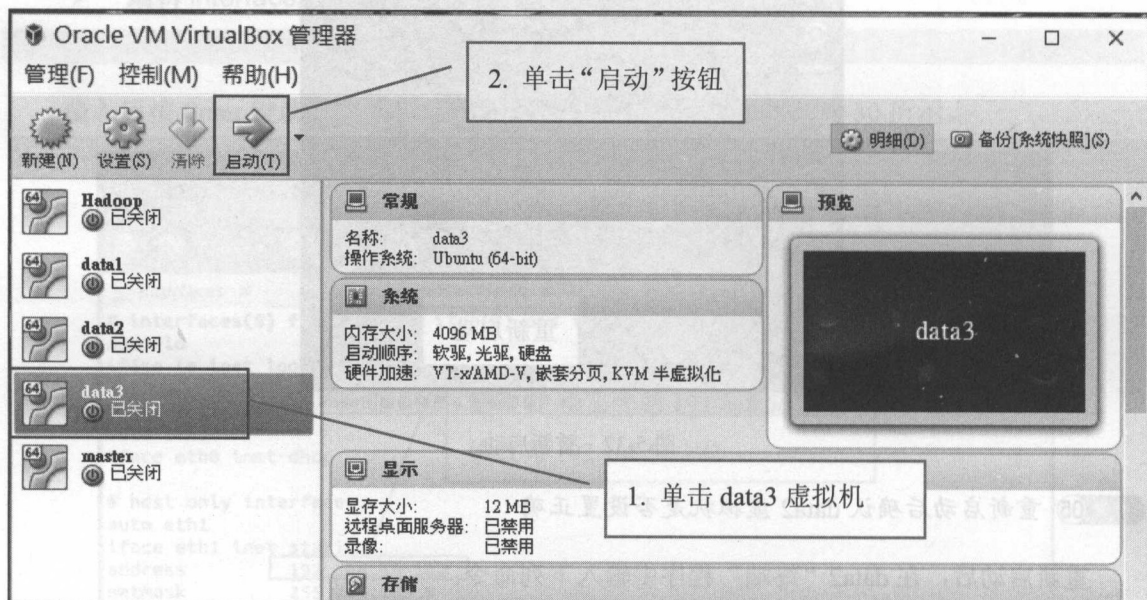 Oracle VM VirtualBox 管理器
管理(F) 控制(M) 帮助(H)
2. 单击“启动”按钮
新建(N) 设置(S) 清除 启动(T)
明细(D) 备份[系统快照](S)
Hadoop
已关闭
data1
已关闭
data2
已关闭
data3
已关闭
master
已关闭
常规
名称: data3
操作系统: Ubuntu (64-bit)
系统
内存大小: 4096 MB
启动顺序: 软驱, 光驱, 硬盘
硬件加速: VT-x/AMD-V, 嵌套分页, KVM 半虚拟化
预览
data3
显示
显存大小: 12 MB
远程桌面服务器: 已禁用
录像: 已禁用
1. 单击 data3 虚拟机
存储